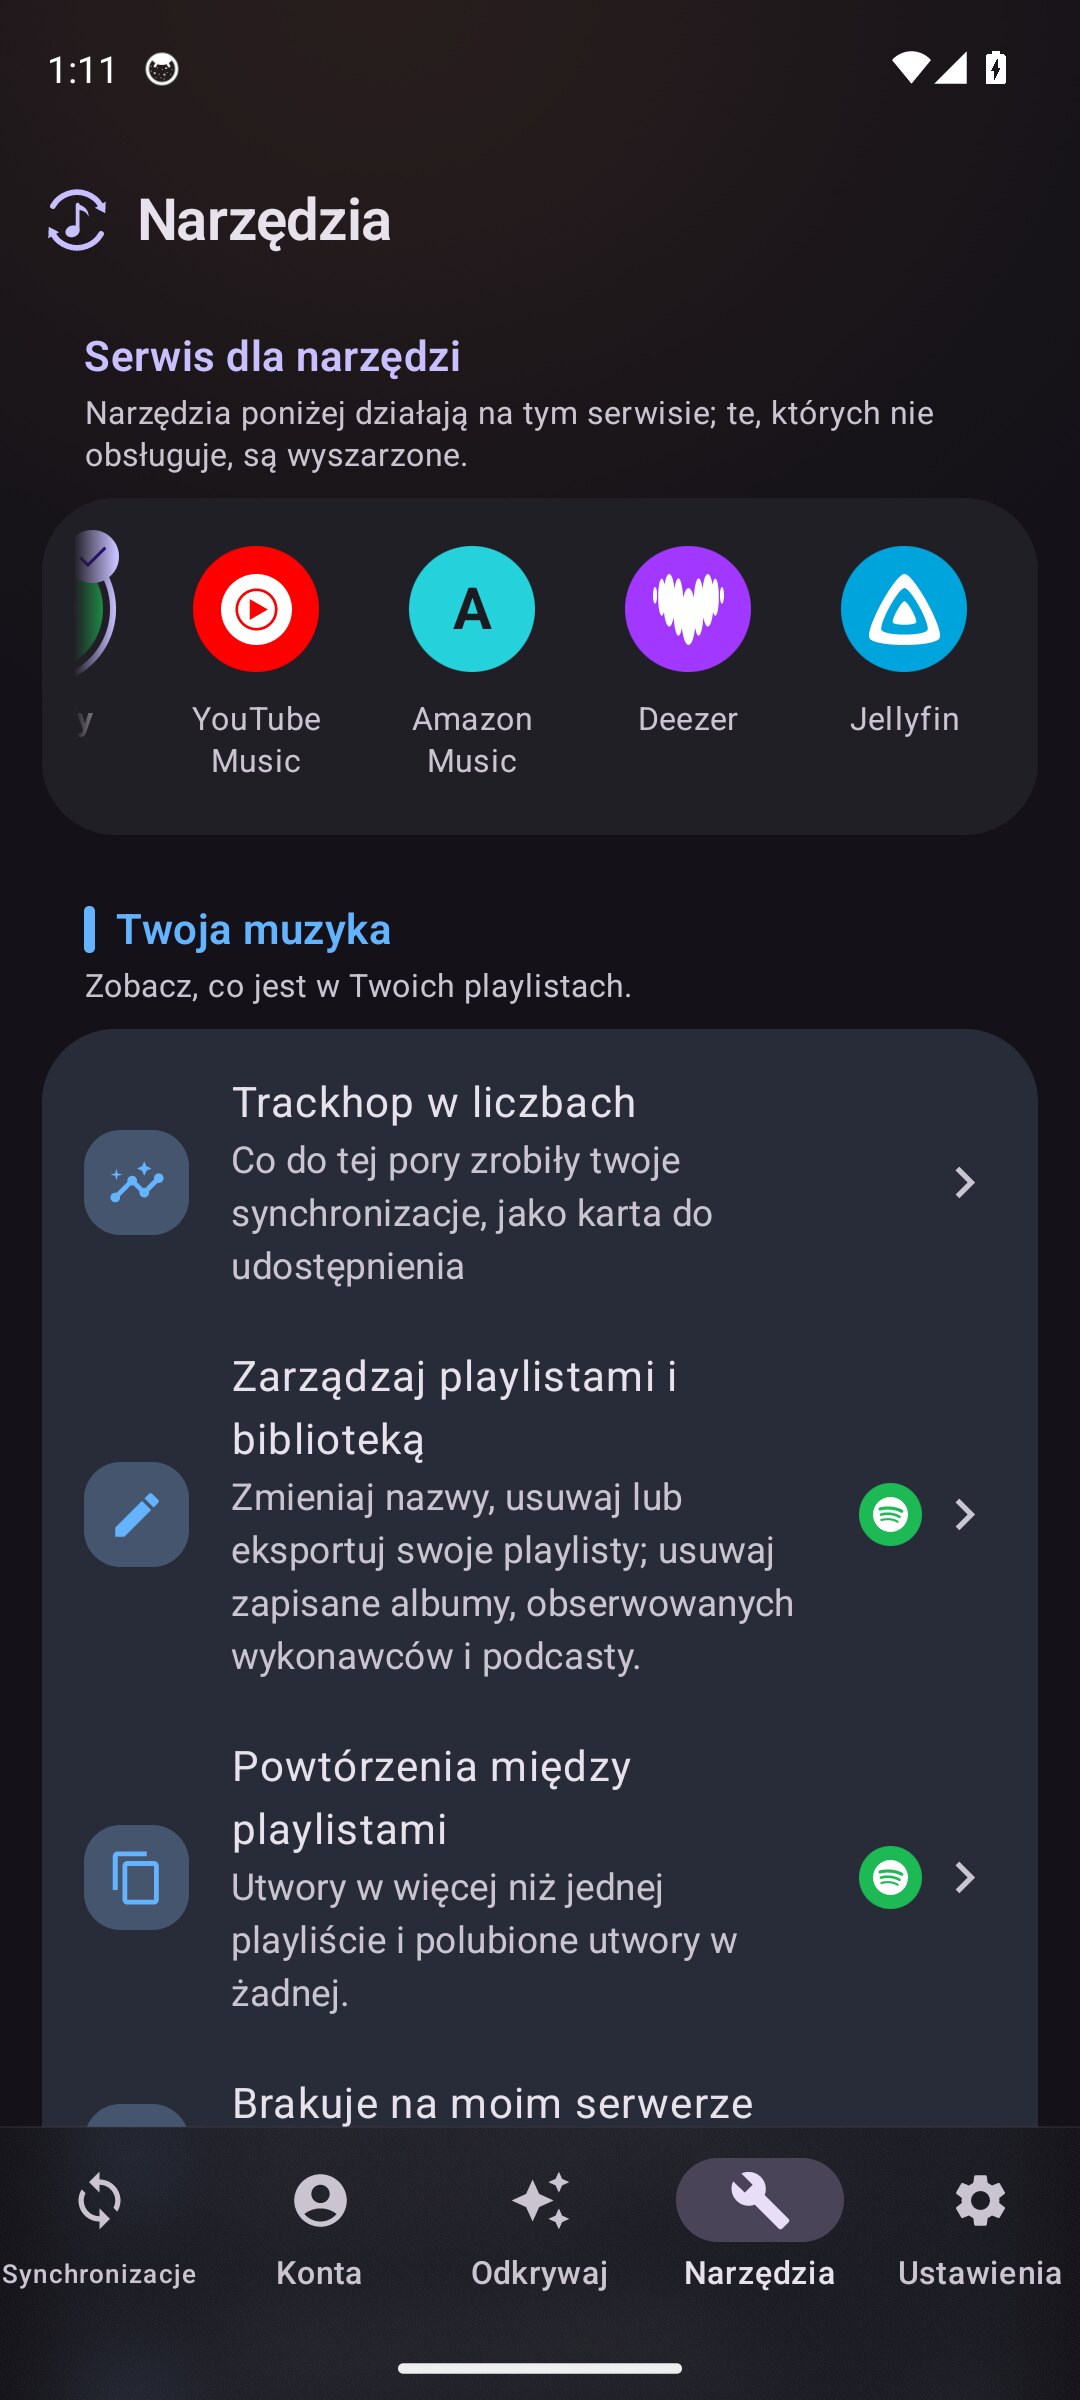 1:11
Narzędzia
Serwis dla narzędzi
Narzędzia poniżej działają na tym serwisie; te, których nie
obsługuje, są wyszarzone.
y
YouTube
Music
A
Amazon
Music
Deezer
Jellyfin
Twoja muzyka
Zobacz, co jest w Twoich playlistach.
Trackhop w liczbach
Co do tej pory zrobiły twoje
synchronizacje, jako karta do
udostępnienia
Zarządzaj playlistami i
biblioteką
Zmieniaj nazwy, usuwaj lub
eksportuj swoje playlisty; usuwaj
zapisane albumy, obserwowanych
wykonawców i podcasty.
Powtórzenia między
playlistami
Utwory w więcej niż jednej
playliście i polubione utwory w
żadnej.
Brakuje na moim serwerze
Synchronizacje
Konta
Odkrywaj
Narzędzia
Ustawienia